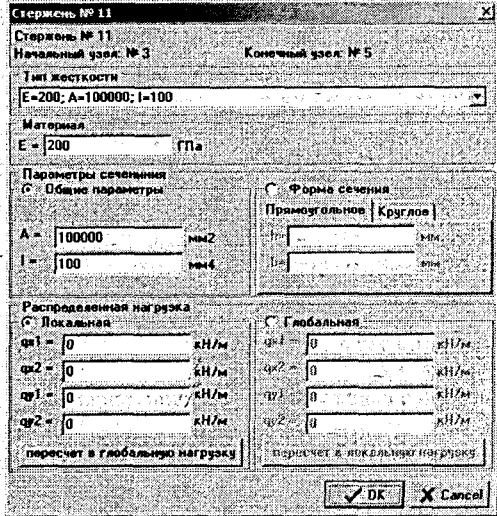 Стержень № 11
Стержень № 11
Начальный узел: № 3 Конечный узел: № 5
Тип жесткости
E=200; A=100000; I=100
Материал
E = 200 ГПа
Параметры сечениния
Общие параметры
A = 100000 мм2
I = 100 мм4
Форма сечения
Прямоугольное Круглое
h= мм
b= мм
Распределенная нагрузка
Локальная
qx1 = 0 кН/м
qx2 = 0 кН/м
qy1 = 0 кН/м
qy2 = 0 кН/м
пересчет в глобальную нагрузку
Глобальная
qx1 = 0 кН/м
qx2 = 0 кН/м
qy1 = 0 кН/м
qy2 = 0 кН/м
пересчет в локальную нагрузку
OK Cancel